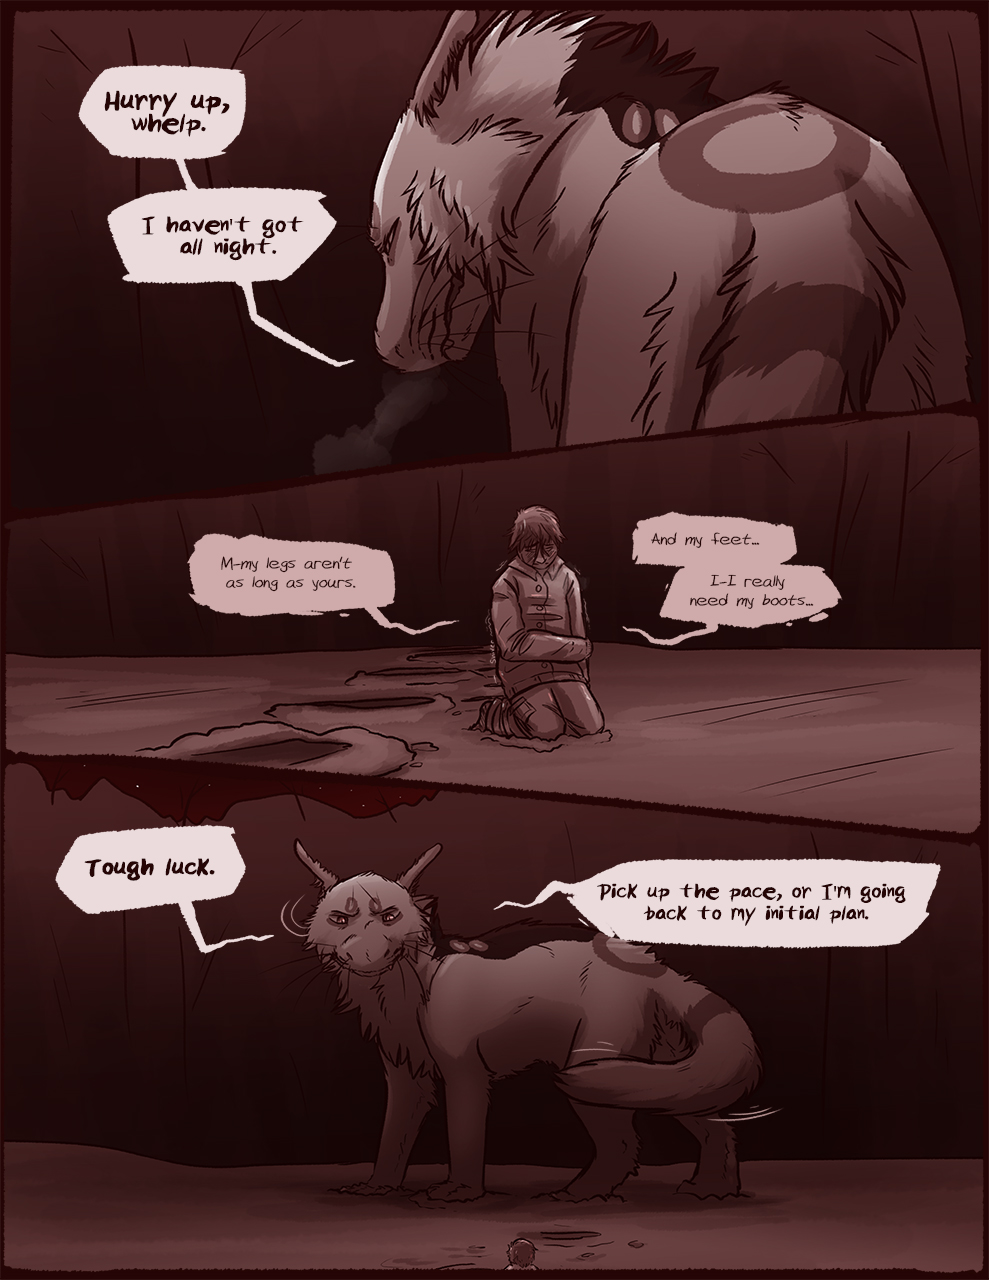 Hurry up,
whelp.
I haven't got
all night.
M-my legs aren't
as long as yours.
And my feet...
I-I really
need my boots...
Tough luck.
Pick up the pace, or I'm going
back to my initial plan.